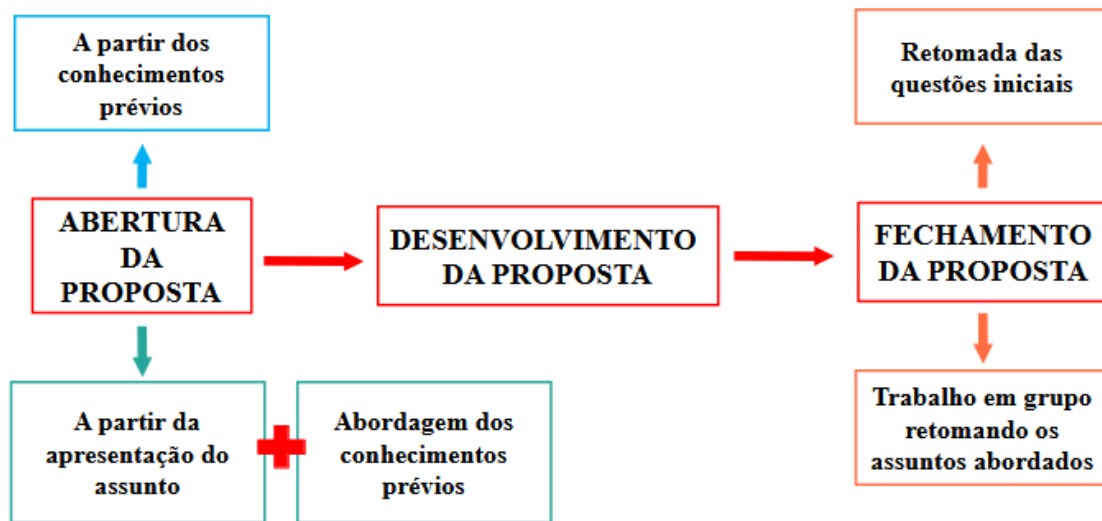 A partir dos
conhecimentos
prévios
Retomada das
questões iniciais
ABERTURA
DA
PROPOSTA
DESENVOLVIMENTO
DA PROPOSTA
FECHAMENTO
DA PROPOSTA
A partir da
apresentação do
assunto
Abordagem dos
conhecimentos
prévios
Trabalho em grupo
retomando os
assuntos abordados